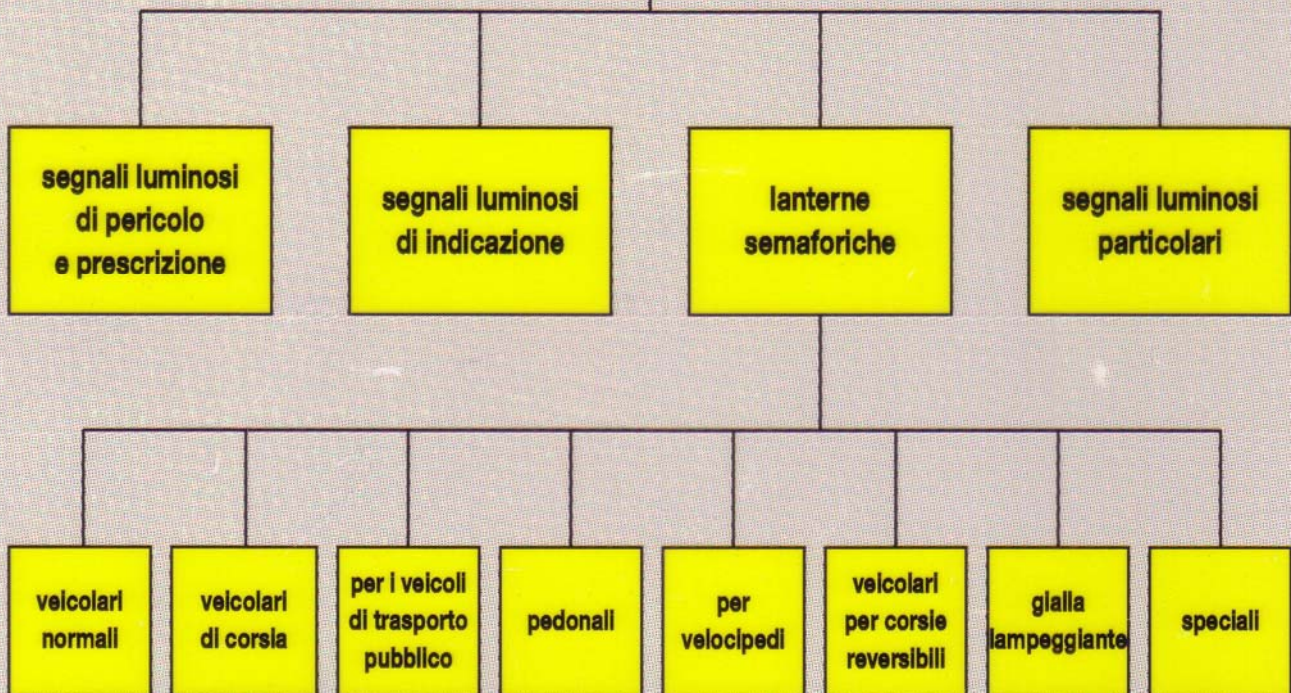 segnali luminosi
di pericolo
e prescrizione
segnali luminosi
di indicazione
lanterne
semaforiche
segnali luminosi
particolari
veicolari
normali
veicolari
di corsia
per i veicoli
di trasporto
pubblico
pedonali
per
velocipedi
veicolari
per corsie
reversibili
gialla
lampeggiante
speciali